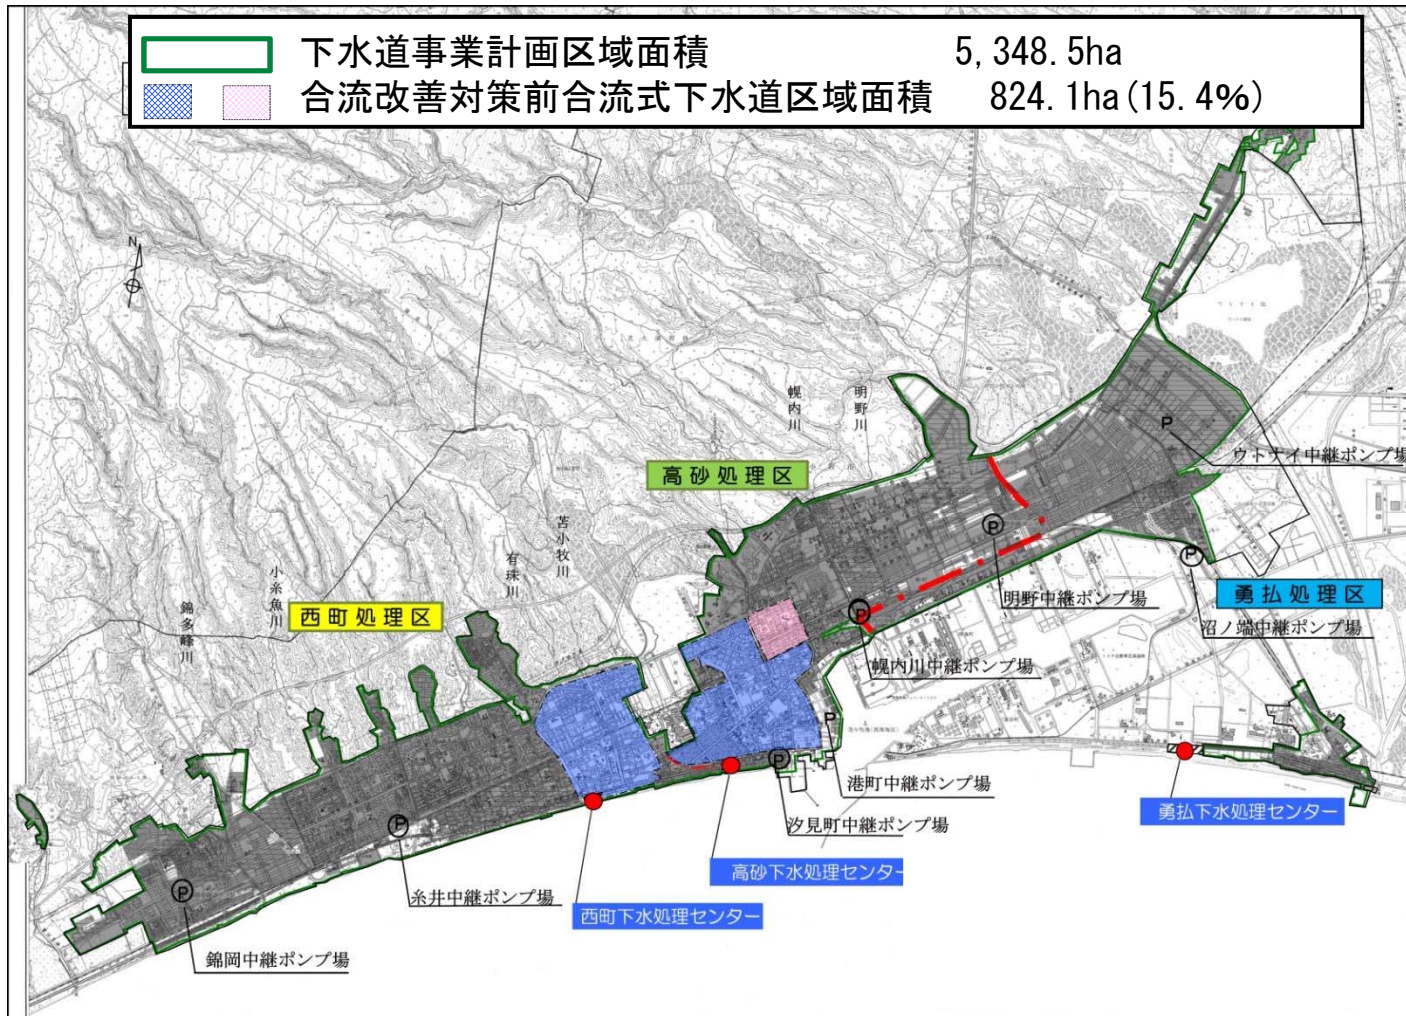 下水道事業計画区域面積 5,348.5ha
合流改善対策前合流式下水道区域面積 824.1ha(15.4%)
N
幌内川
明野川
P
ウトナイ中継ポンプ場
高砂処理区
苫小牧川
有珠川
小糸魚川
錦多峰川
P
P
西町処理区
勇払処理区
明野中継ポンプ場
沼ノ端中継ポンプ場
P
幌内川中継ポンプ場
P
P
港町中継ポンプ場
汐見町中継ポンプ場
勇払下水処理センター
P
高砂下水処理センター
P
糸井中継ポンプ場
西町下水処理センター
錦岡中継ポンプ場